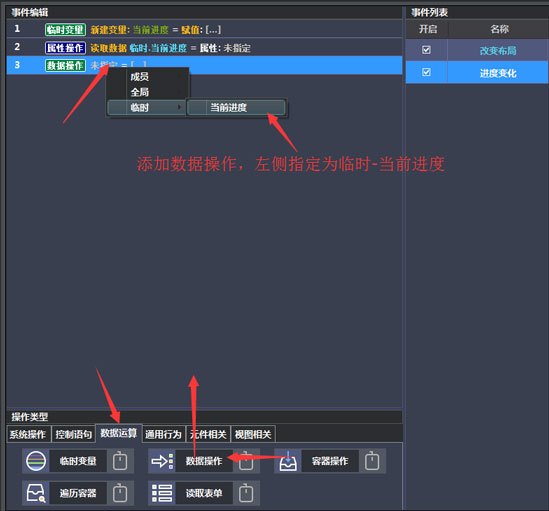 事件编辑
事件列表
1 临时变量 新建变量: 当前进度 = 赋值: [...]
开启 名称
2 属性操作 读取数据 临时.当前进度 = 属性: 未指定
改变布局
3 数据操作 未指定 = [...]
进度变化
成员
全局
临时
当前进度
添加数据操作，左侧指定为临时-当前进度
操作类型
系统操作 控制语句 数据运算 通用行为 元件相关 视图相关
临时变量 数据操作 容器操作
遍历容器 读取表单